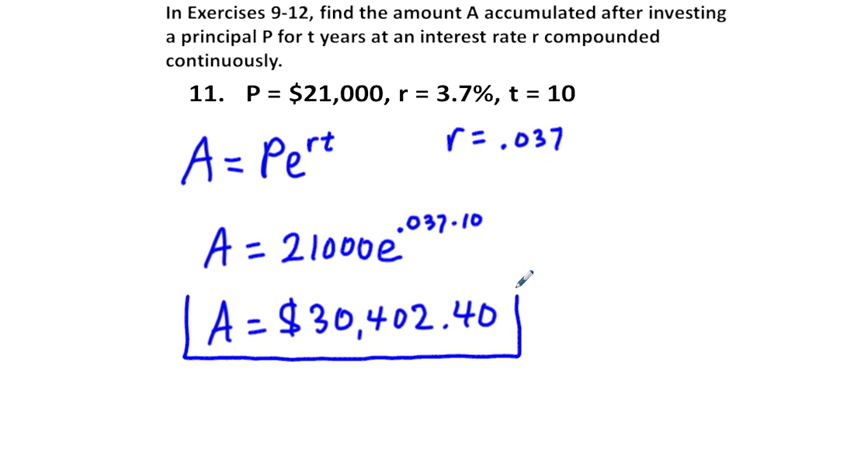 In Exercises 9-12, find the amount A accumulated after investing
a principal P for t years at an interest rate r compounded
continuously.
11. P = $21,000, r = 3.7%, t = 10
A = Pe^rt r = .037
A = 21000e^.037·10
A = $30,402.40